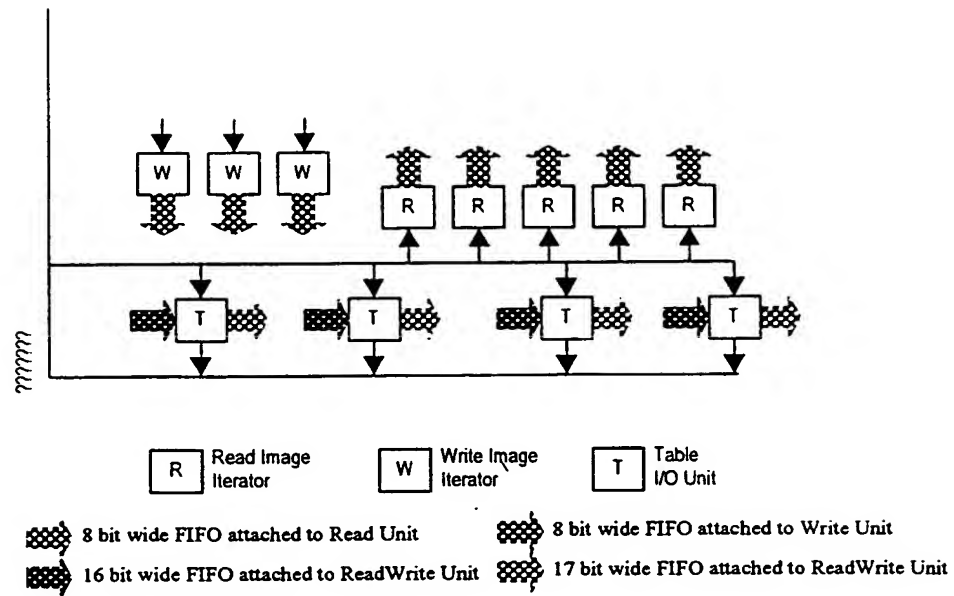 W W W
R R R R R
T T T T
R Read Image Iterator
W Write Image Iterator
T Table I/O Unit
8 bit wide FIFO attached to Read Unit
8 bit wide FIFO attached to Write Unit
16 bit wide FIFO attached to ReadWrite Unit
17 bit wide FIFO attached to ReadWrite Unit